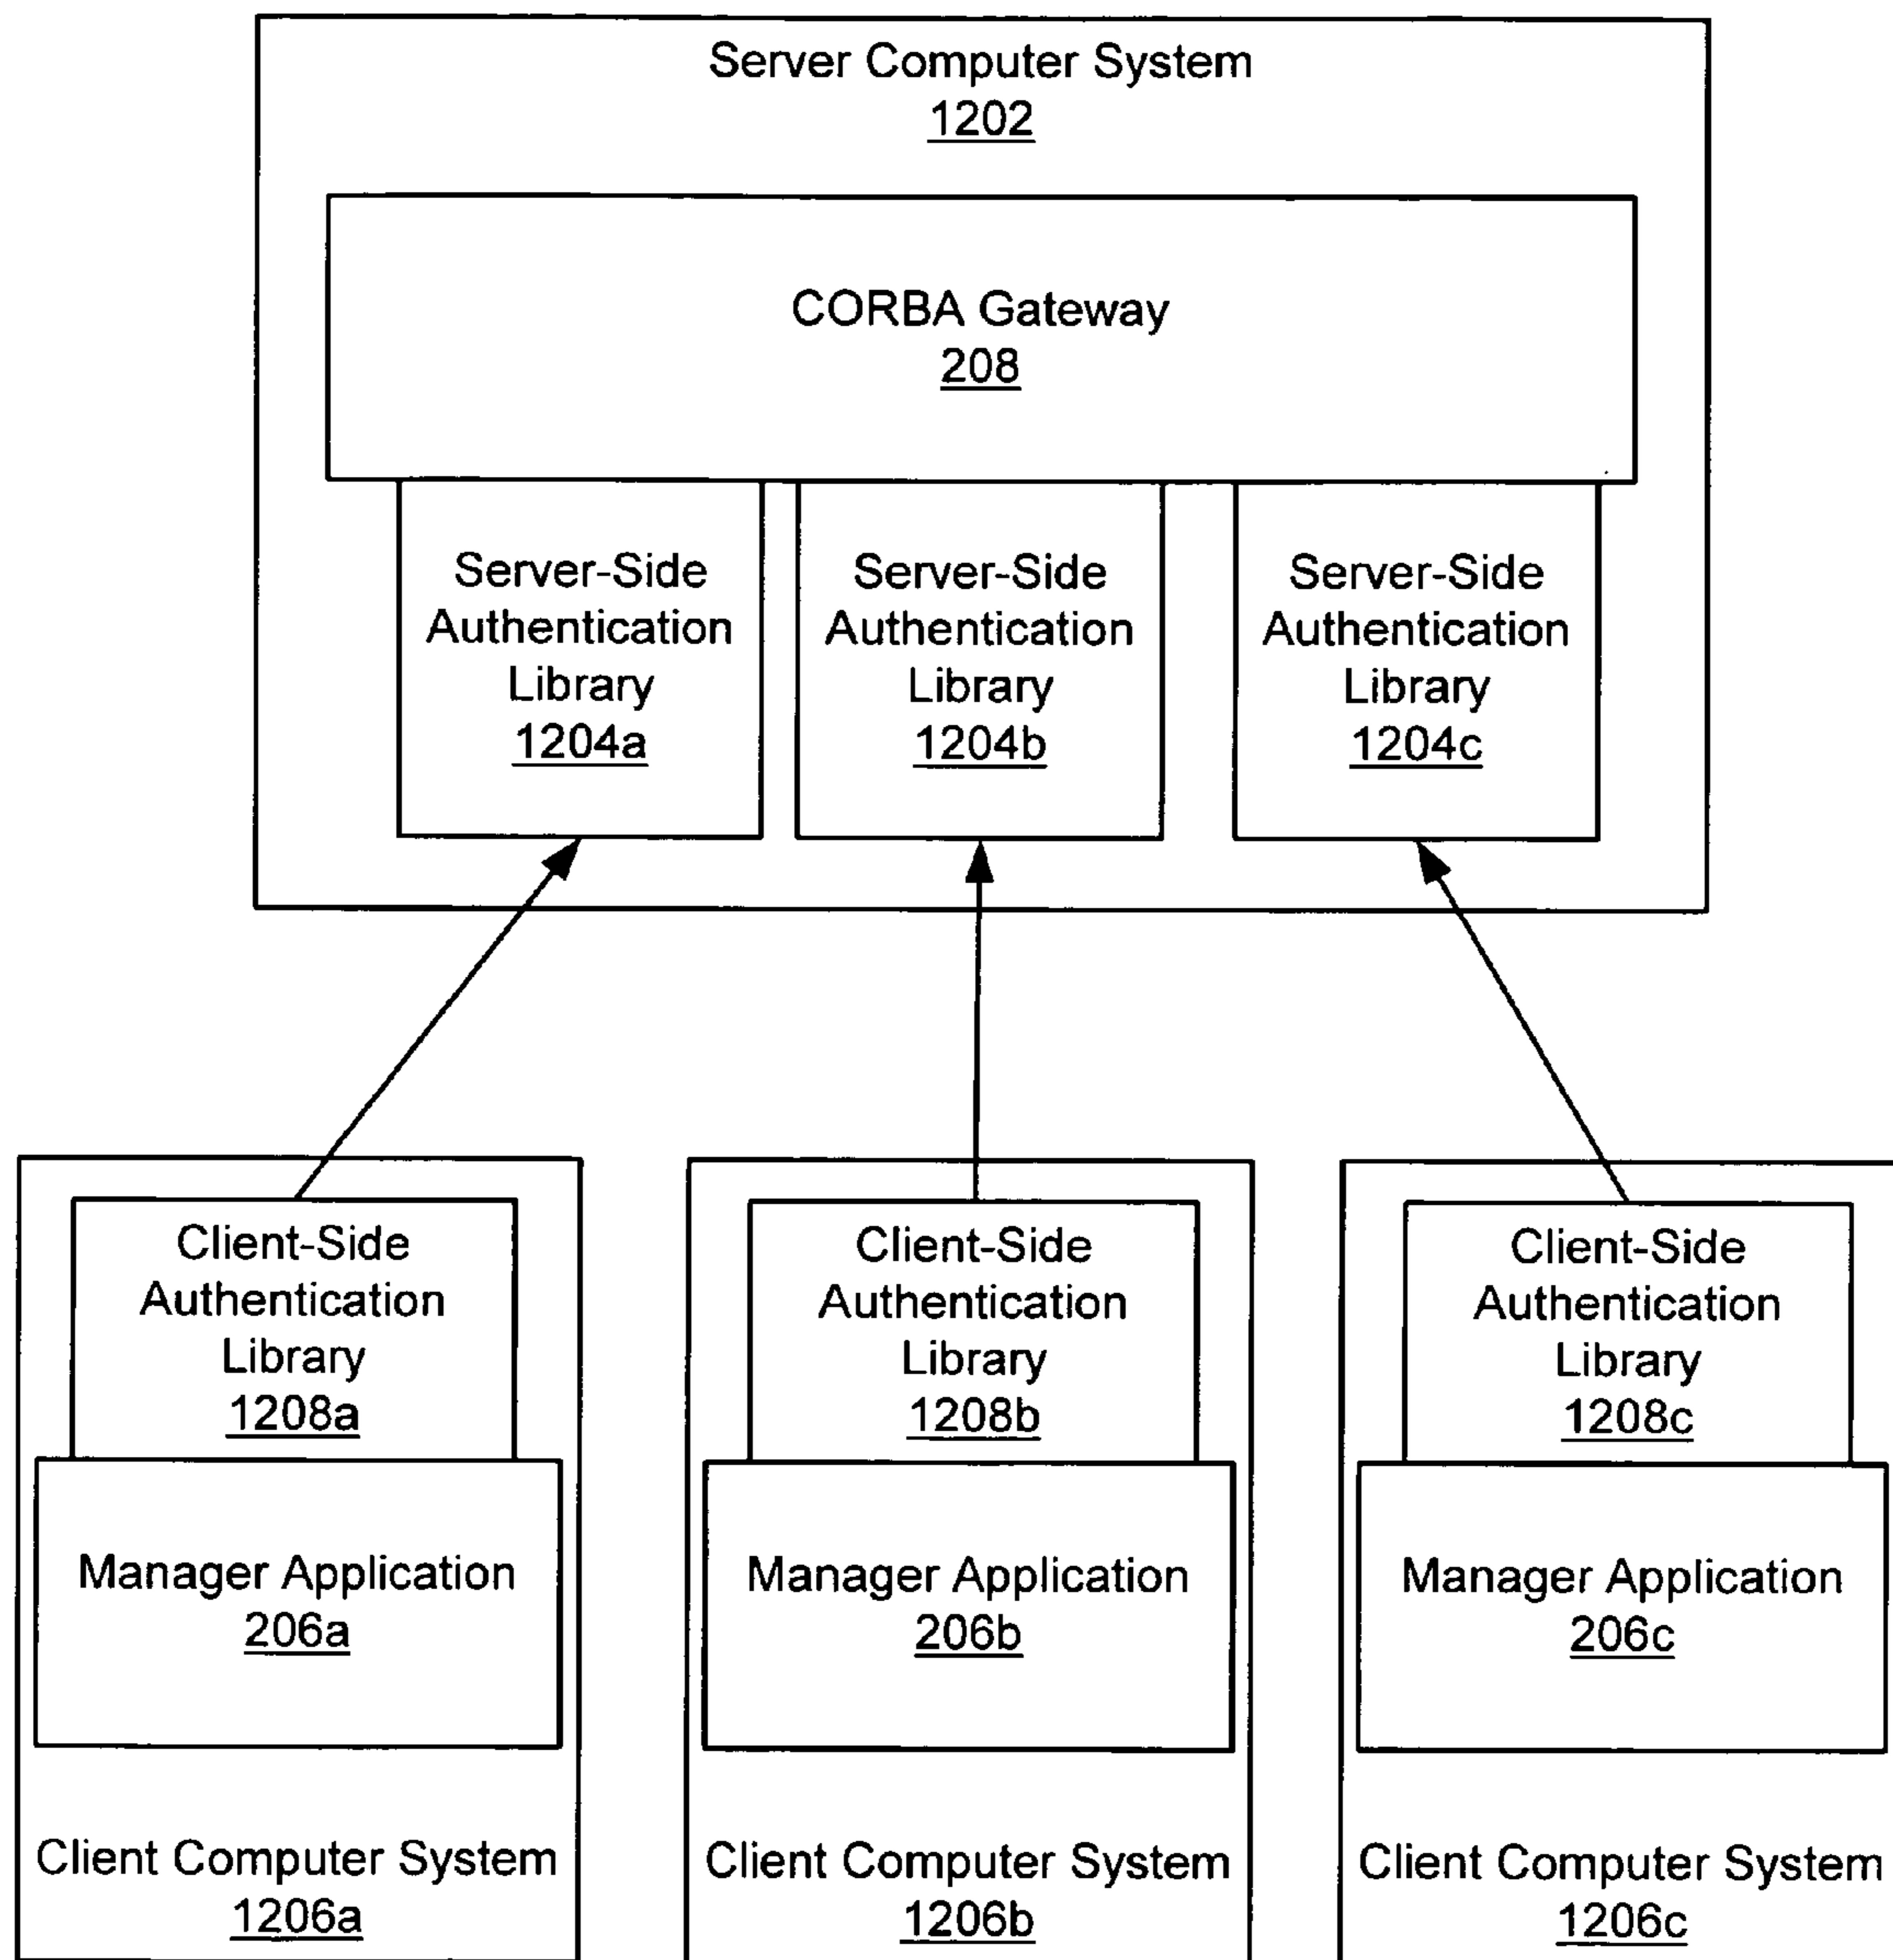 Server Computer System
1202
CORBA Gateway
208
Server-Side
Authentication
Library
1204a
Server-Side
Authentication
Library
1204b
Server-Side
Authentication
Library
1204c
Client-Side
Authentication
Library
1208a
Manager Application
206a
Client Computer System
1206a
Client-Side
Authentication
Library
1208b
Manager Application
206b
Client Computer System
1206b
Client-Side
Authentication
Library
1208c
Manager Application
206c
Client Computer System
1206c